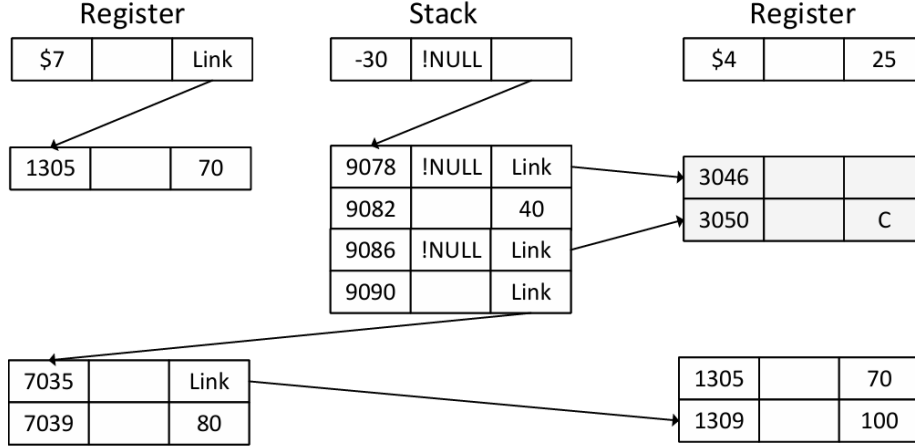 Register Stack Register
$7 Link -30 !NULL $4 25
1305 70
9078 !NULL Link
9082 40
9086 !NULL Link
9090 Link
3046
3050 C
7035 Link
7039 80
1305 70
1309 100